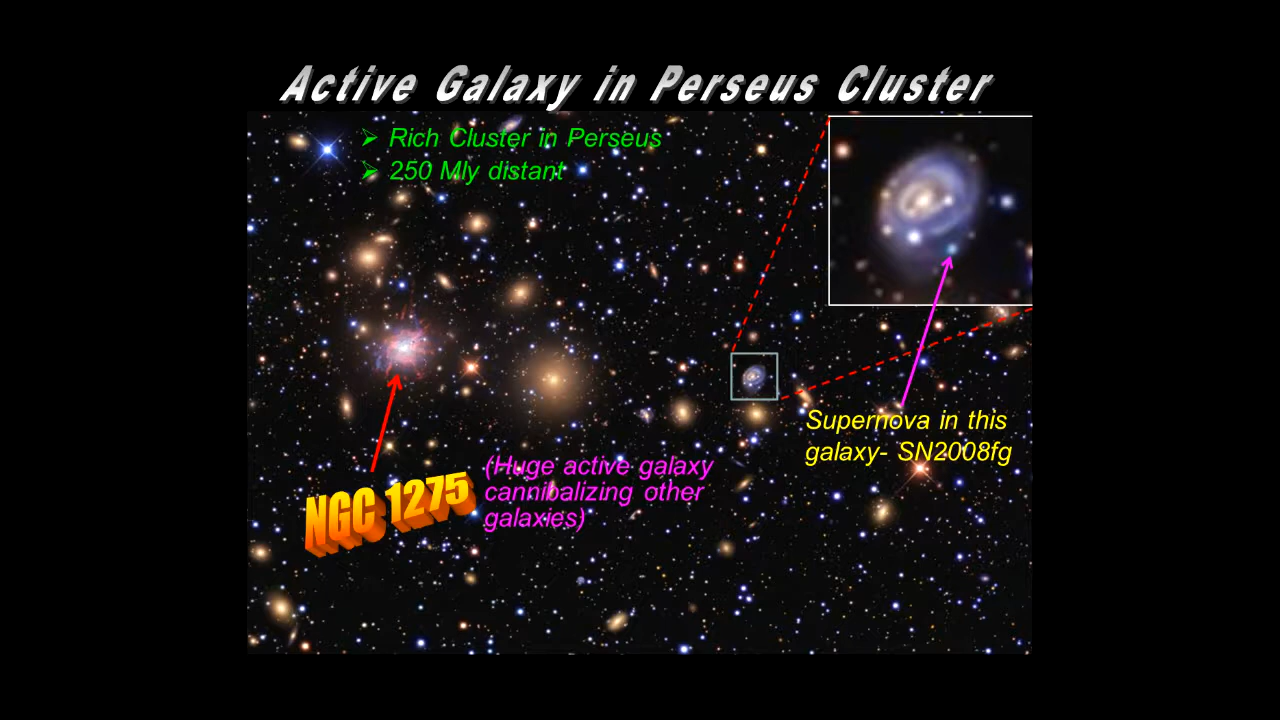 Active Galaxy in Perseus Cluster
➢ Rich Cluster in Perseus
➢ 250 Mly distant
Supernova in this
galaxy- SN2008fg
NGC 1275
(Huge active galaxy
cannibalizing other
galaxies)